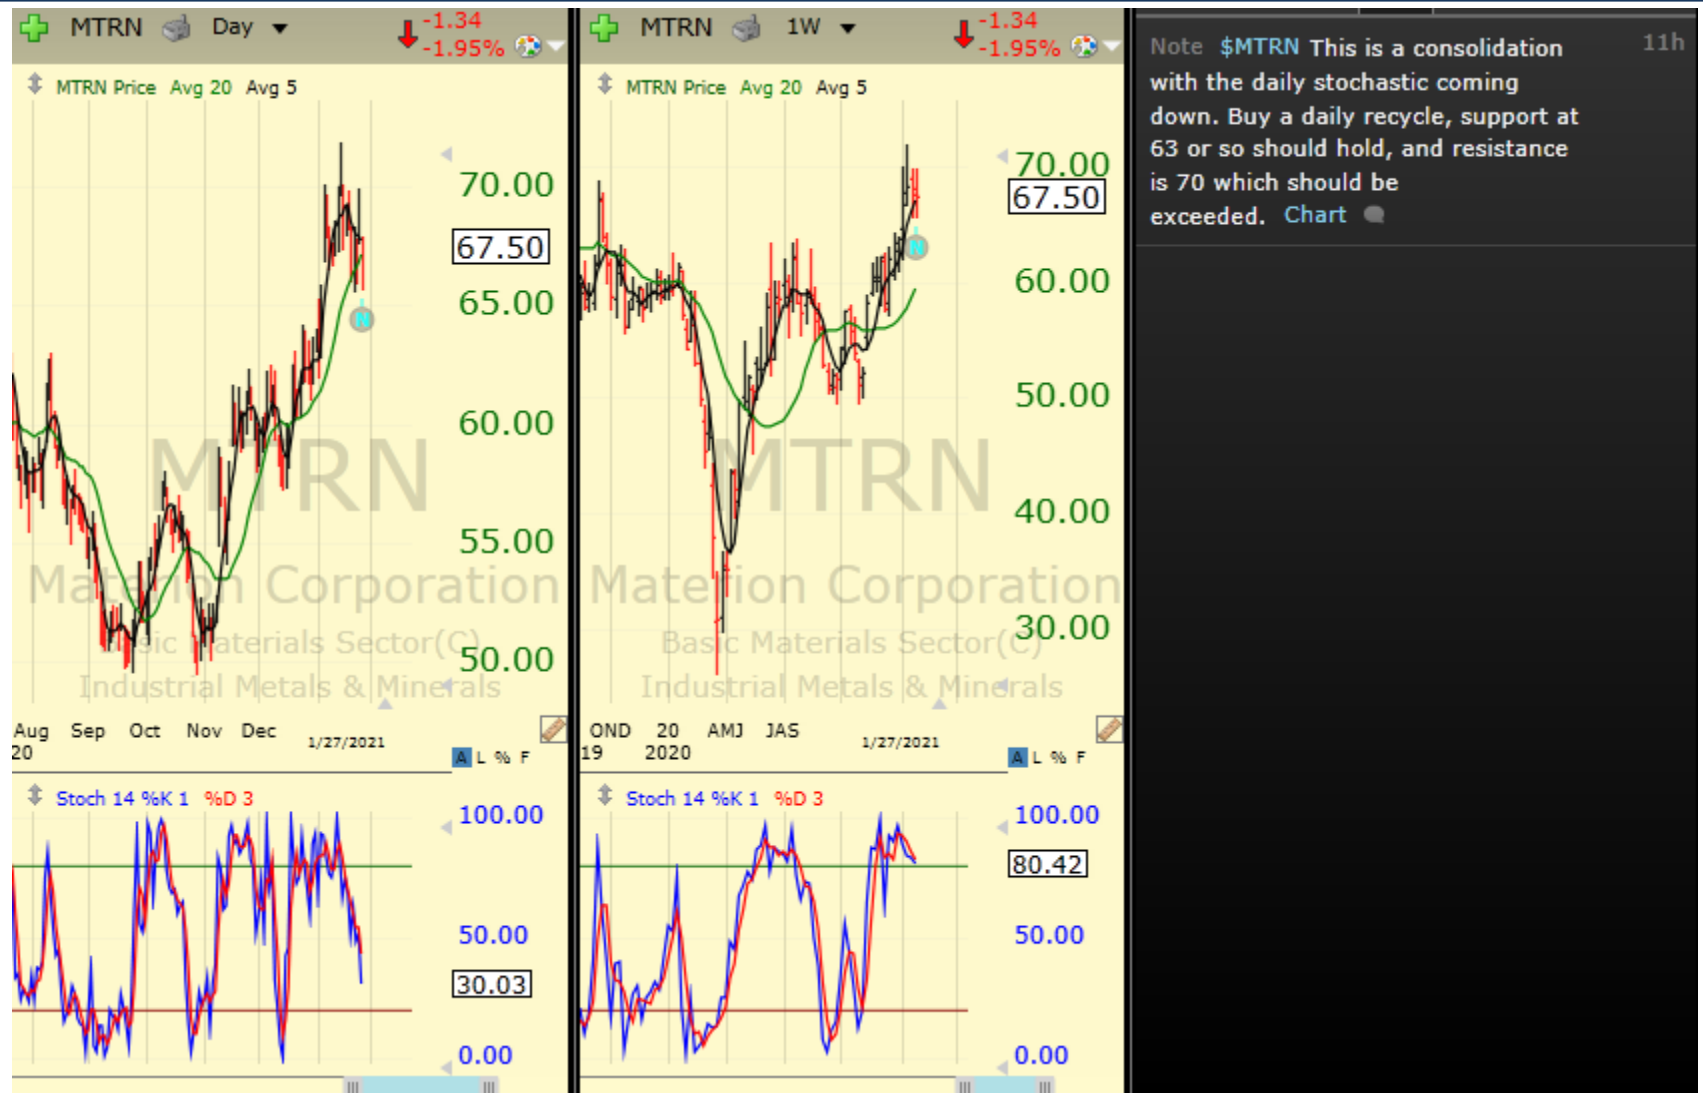 MTRN Day -1.34
-1.95%
MTRN Price Avg 20 Avg 5
70.00
67.50
65.00
N
60.00
MTRN
55.00
Materion Corporation
Basic Materials Sector(C)
50.00
Industrial Metals & Minerals
Aug Sep Oct Nov Dec 1/27/2021
20
A L % F
Stoch 14 %K 1 %D 3
100.00
50.00
30.03
0.00
MTRN 1W -1.34
-1.95%
MTRN Price Avg 20 Avg 5
70.00
67.50
N
60.00
50.00
MTRN
40.00
Materion Corporation
30.00
Basic Materials Sector(C)
Industrial Metals & Minerals
OND 20 AMJ JAS 1/27/2021
19 2020
A L % F
Stoch 14 %K 1 %D 3
100.00
80.42
50.00
0.00
Note $MTRN This is a consolidation 11h
with the daily stochastic coming
down. Buy a daily recycle, support at
63 or so should hold, and resistance
is 70 which should be
exceeded. Chart